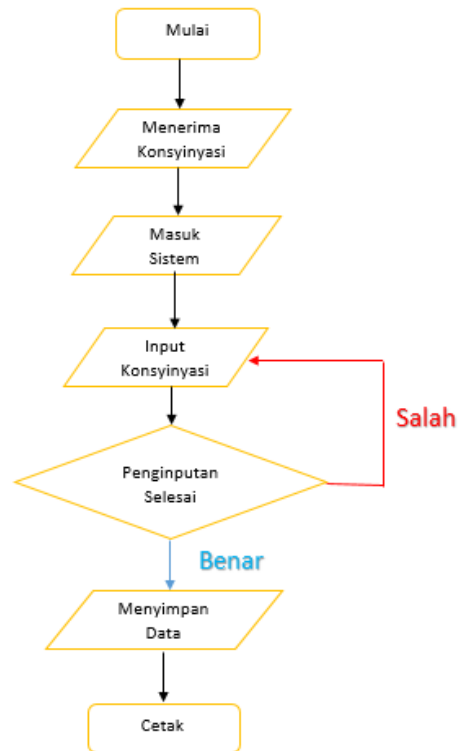 Mulai
Menerima
Konsyinyasi
Masuk
Sistem
Input
Konsyinyasi
Salah
Penginputan
Selesai
Benar
Menyimpan
Data
Cetak